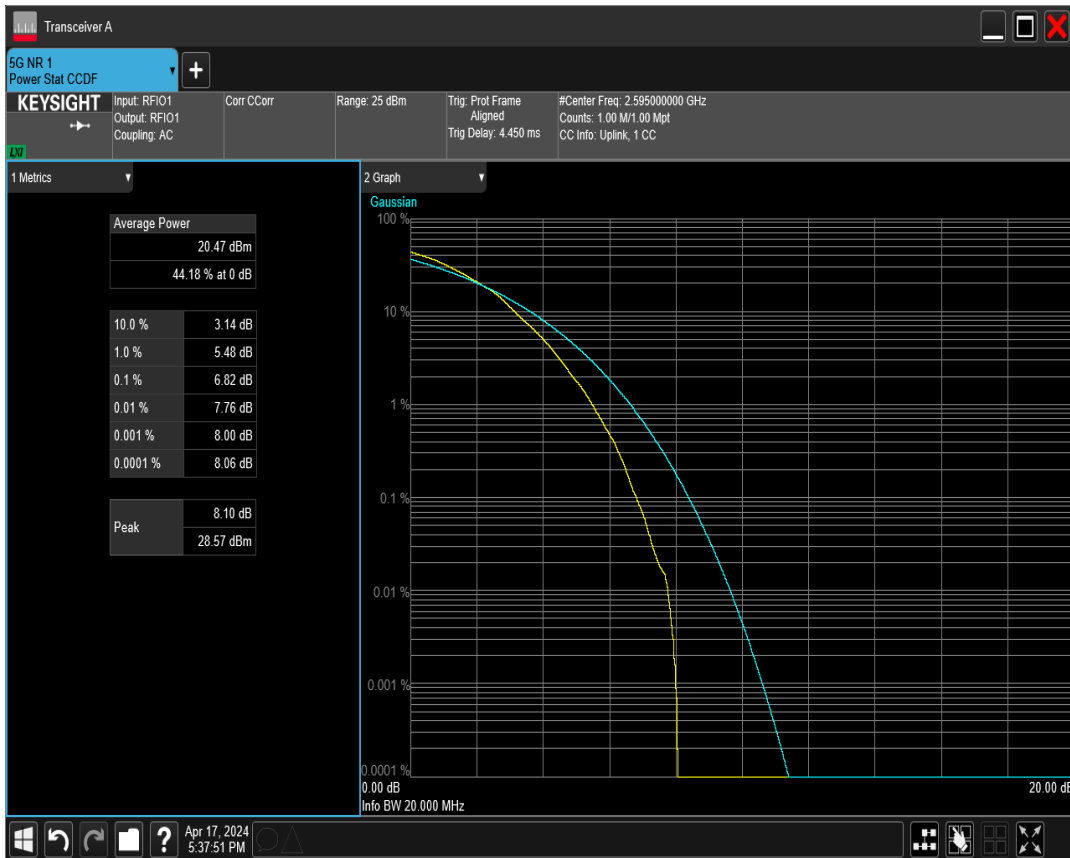 Transceiver A
5G NR 1
Power Stat CCDF
+
KEYSIGHT
LXI
Input: RFIO1
Output: RFIO1
Coupling: AC
Corr CCorr
Range: 25 dBm
Trig: Prot Frame
Aligned
Trig Delay: 4.450 ms
#Center Freq: 2.595000000 GHz
Counts: 1.00 M/1.00 Mpt
CC Info: Uplink, 1 CC
1 Metrics
Average Power
20.47 dBm
44.18 % at 0 dB
10.0 % 3.14 dB
1.0 % 5.48 dB
0.1 % 6.82 dB
0.01 % 7.76 dB
0.001 % 8.00 dB
0.0001 % 8.06 dB
Peak
8.10 dB
28.57 dBm
2 Graph
Gaussian
100 %
10 %
1 %
0.1 %
0.01 %
0.001 %
0.0001 %
0.00 dB 20.00 dB
Info BW 20.000 MHz
?
Apr 17, 2024
5:37:51 PM